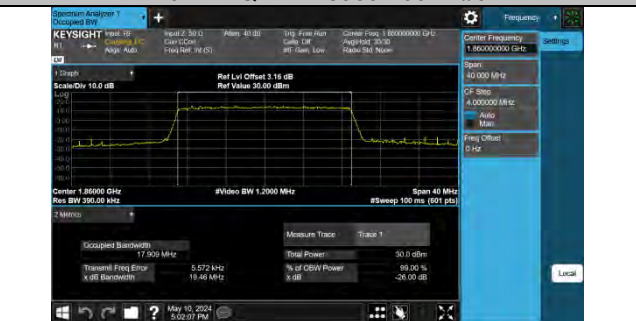 Spectrum Analyzer 1
Occupied BW
Frequency
KEYSIGHT Input: RF
Coupling: DC
Align: Auto
Input Z: 50 Ω
Corr CCorr
Freq Ref: Int (S)
Atten: 40 dB
Trig: Free Run
Gate: Off
#IF Gain: Low
Center Freq: 1.860000000 GHz
Avg|Hold: 30/30
Radio Std: None
Center Frequency
1.860000000 GHz
Settings
Span
40.000 MHz
CF Step
4.000000 MHz
Auto
Man
Freq Offset
0 Hz
1 Graph
Scale/Div 10.0 dB
Ref Lvl Offset 3.15 dB
Ref Value 30.00 dBm
Log
Center 1.86000 GHz
Res BW 390.00 kHz
#Video BW 1.2000 MHz
Span 40 MHz
#Sweep 100 ms (601 pts)
2 Metrics
Measure Trace Trace 1
Occupied Bandwidth
17.909 MHz
Total Power 30.0 dBm
Transmit Freq Error 5.572 kHz
% of OBW Power 99.00 %
x dB Bandwidth 19.46 MHz
x dB -26.00 dB
Local
May 10, 2024
5:02:07 PM